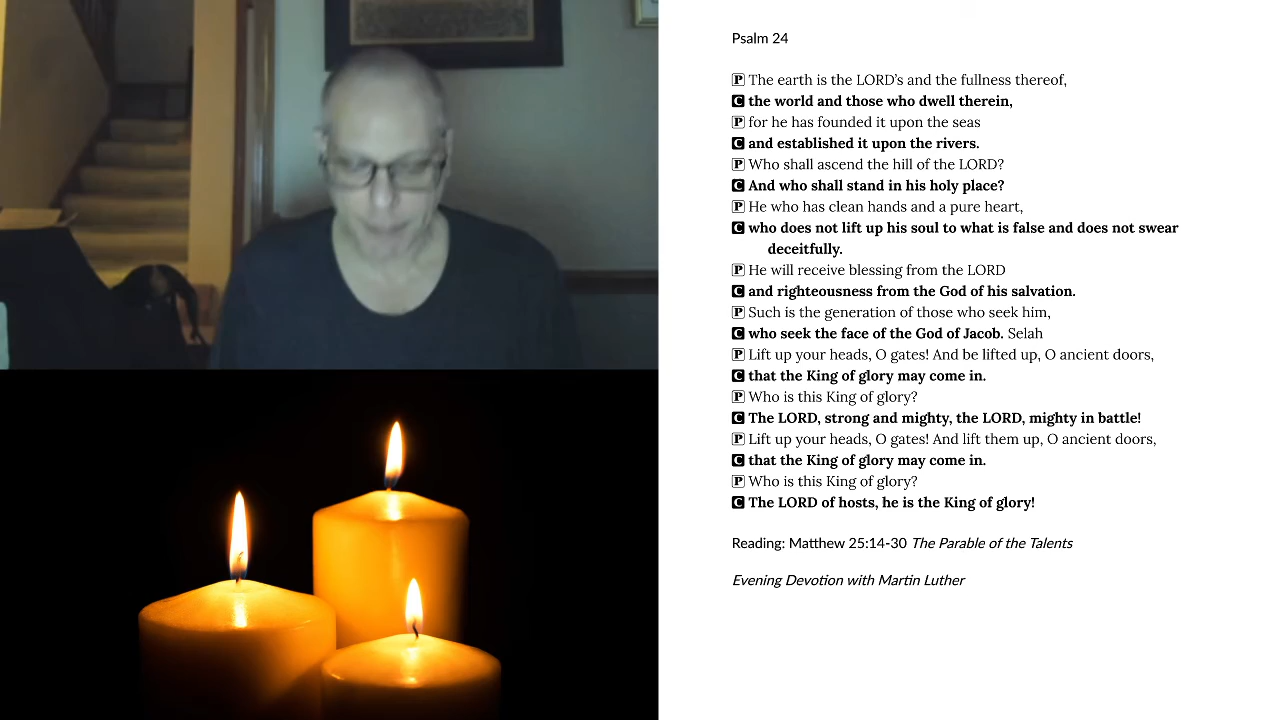 Psalm 24
P The earth is the LORD's and the fullness thereof,
C the world and those who dwell therein,
P for he has founded it upon the seas
C and established it upon the rivers.
P Who shall ascend the hill of the LORD?
C And who shall stand in his holy place?
P He who has clean hands and a pure heart,
C who does not lift up his soul to what is false and does not swear
deceitfully.
P He will receive blessing from the LORD
C and righteousness from the God of his salvation.
P Such is the generation of those who seek him,
C who seek the face of the God of Jacob. Selah
P Lift up your heads, O gates! And be lifted up, O ancient doors,
C that the King of glory may come in.
P Who is this King of glory?
C The LORD, strong and mighty, the LORD, mighty in battle!
P Lift up your heads, O gates! And lift them up, O ancient doors,
C that the King of glory may come in.
P Who is this King of glory?
C The LORD of hosts, he is the King of glory!
Reading: Matthew 25:14-30 The Parable of the Talents
Evening Devotion with Martin Luther